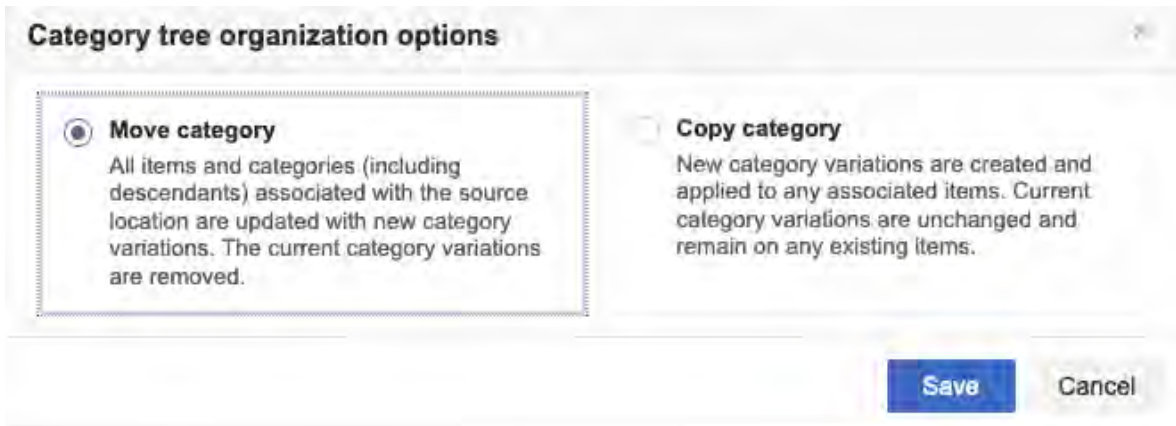 Category tree organization options
Move category
All items and categories (including
descendants) associated with the source
location are updated with new category
variations. The current category variations
are removed.
Copy category
New category variations are created and
applied to any associated items. Current
category variations are unchanged and
remain on any existing items.
Save
Cancel